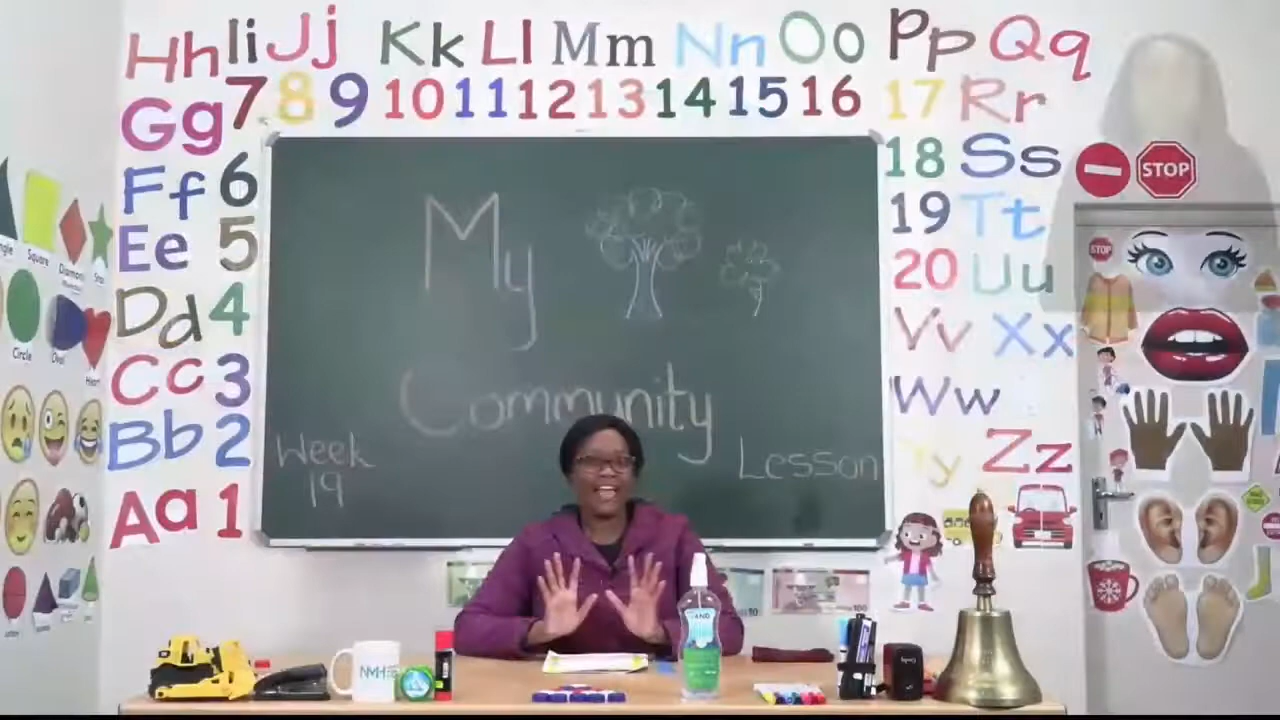 Hh Ii Jj Kk Ll Mm Nn Oo Pp Qq
Gg 7 8 9 10 11 12 13 14 15 16 17 Rr
Ff 6 18 Ss
STOP
Ee 5 19 Tt
Dd 4 20 Uu
STOP
Square
Circle
Oval
Cc 3 Vv Xx
Bb 2 Ww
Aa 1 Yy Zz
My
Community
Week
19
Lesson